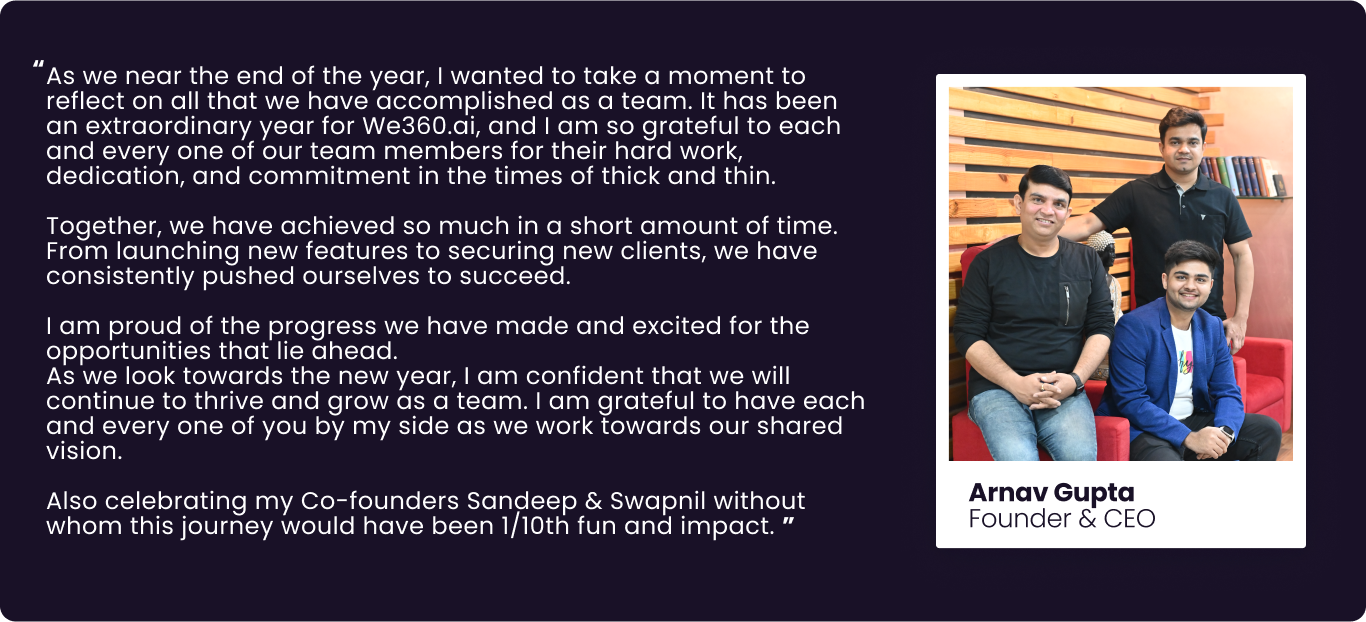 “As we near the end of the year, I wanted to take a moment to
reflect on all that we have accomplished as a team. It has been
an extraordinary year for We360.ai, and I am so grateful to each
and every one of our team members for their hard work,
dedication, and commitment in the times of thick and thin.
Together, we have achieved so much in a short amount of time.
From launching new features to securing new clients, we have
consistently pushed ourselves to succeed.
I am proud of the progress we have made and excited for the
opportunities that lie ahead.
As we look towards the new year, I am confident that we will
continue to thrive and grow as a team. I am grateful to have each
and every one of you by my side as we work towards our shared
vision.
Also celebrating my Co-founders Sandeep & Swapnil without
whom this journey would have been 1/10th fun and impact. ”
Arnav Gupta
Founder & CEO